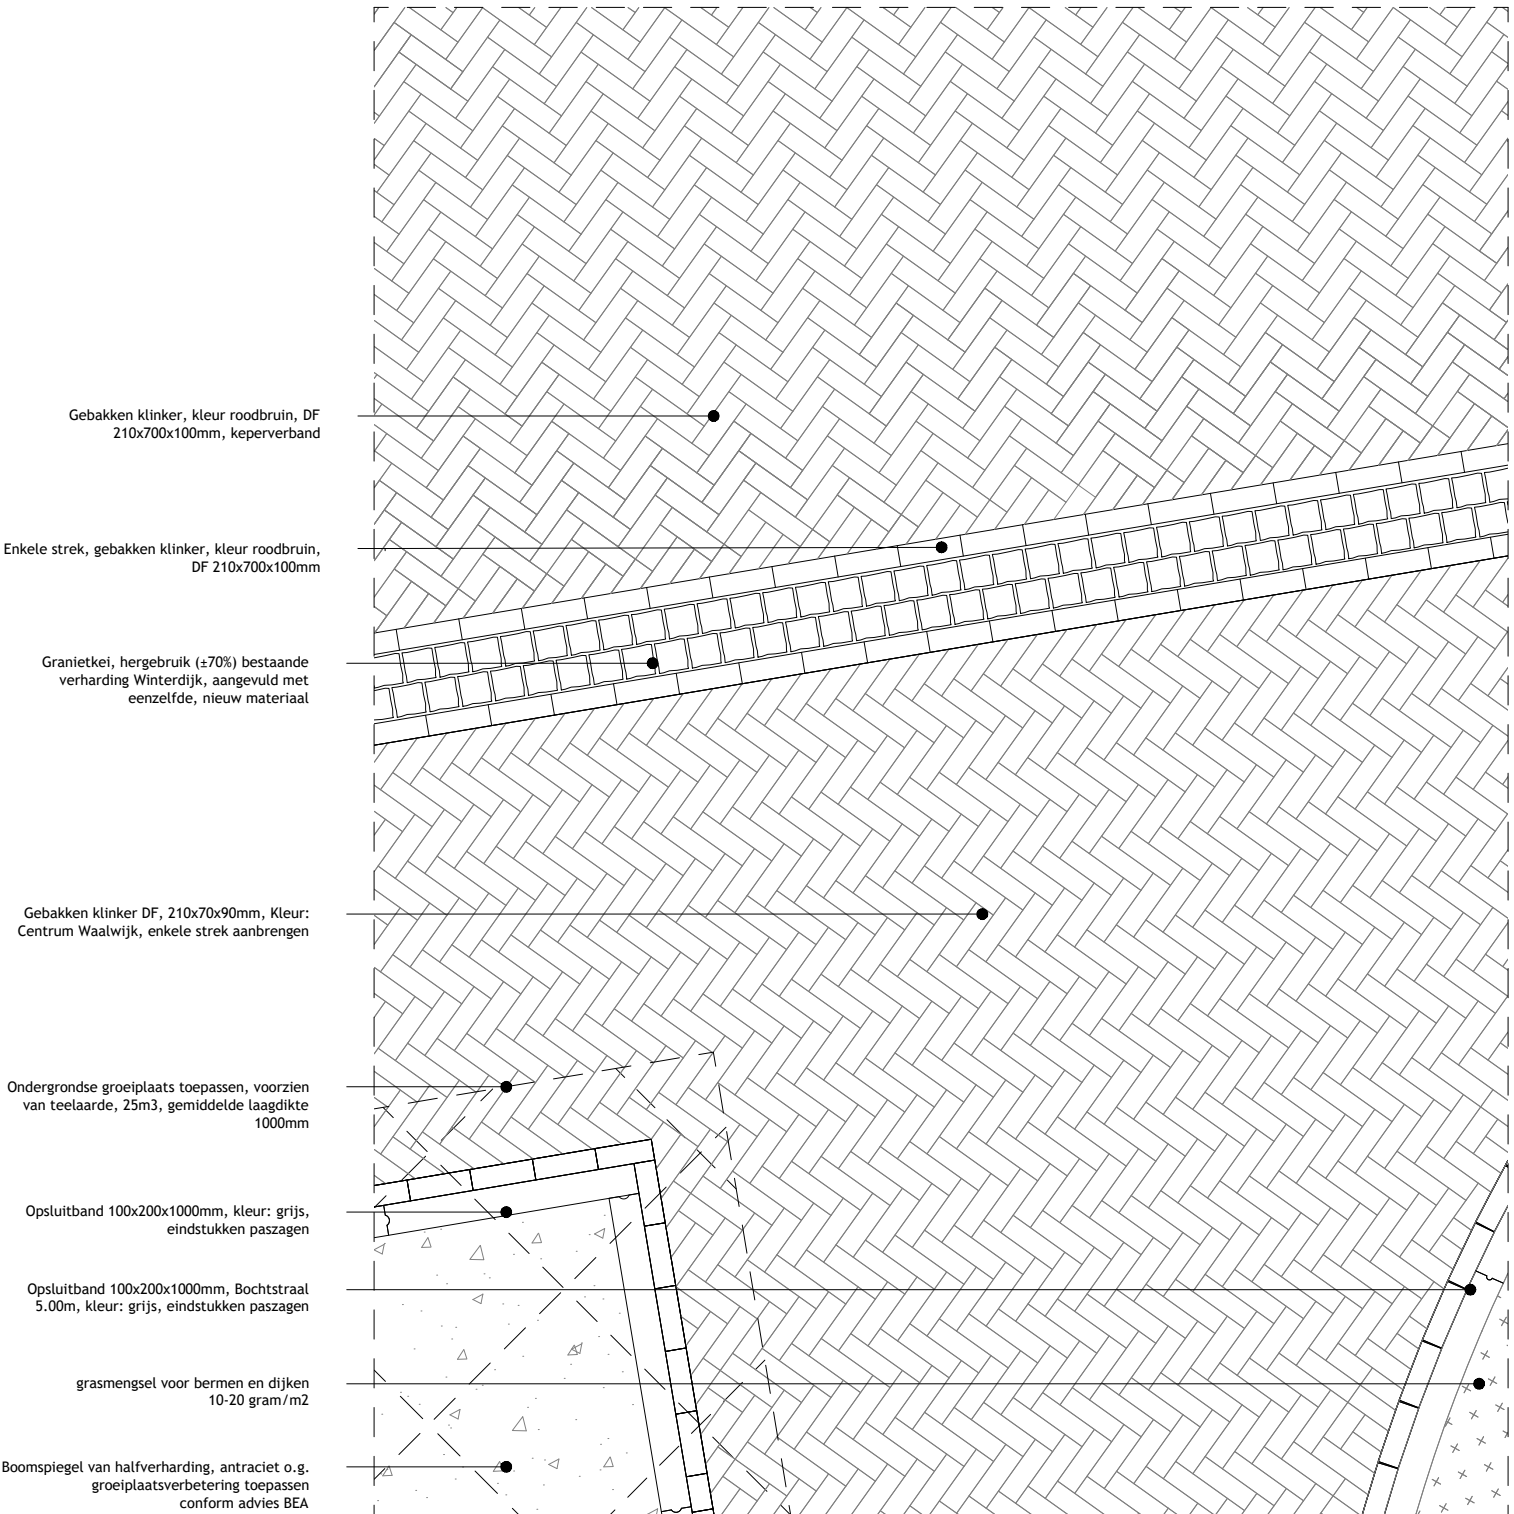 Gebakken klinker, kleur roodbruin, DF
210x700x100mm, keperverband
Enkele strek, gebakken klinker, kleur roodbruin,
DF 210x700x100mm
Granietkei, hergebruik (±70%) bestaande
verharding Winterdijk, aangevuld met
eenzelfde, nieuw materiaal
Gebakken klinker DF, 210x70x90mm, Kleur:
Centrum Waalwijk, enkele strek aanbrengen
Ondergrondse groeiplaats toepassen, voorzien
van teelaarde, 25m3, gemiddelde laagdikte
1000mm
Opsluitband 100x200x1000mm, kleur: grijs,
eindstukken paszagen
Opsluitband 100x200x1000mm, Bochtstraal
5.00m, kleur: grijs, eindstukken paszagen
grasmengsel voor bermen en dijken
10-20 gram/m2
Boomspiegel van halfverharding, antraciet o.g.
groeiplaatsverbetering toepassen
conform advies BEA